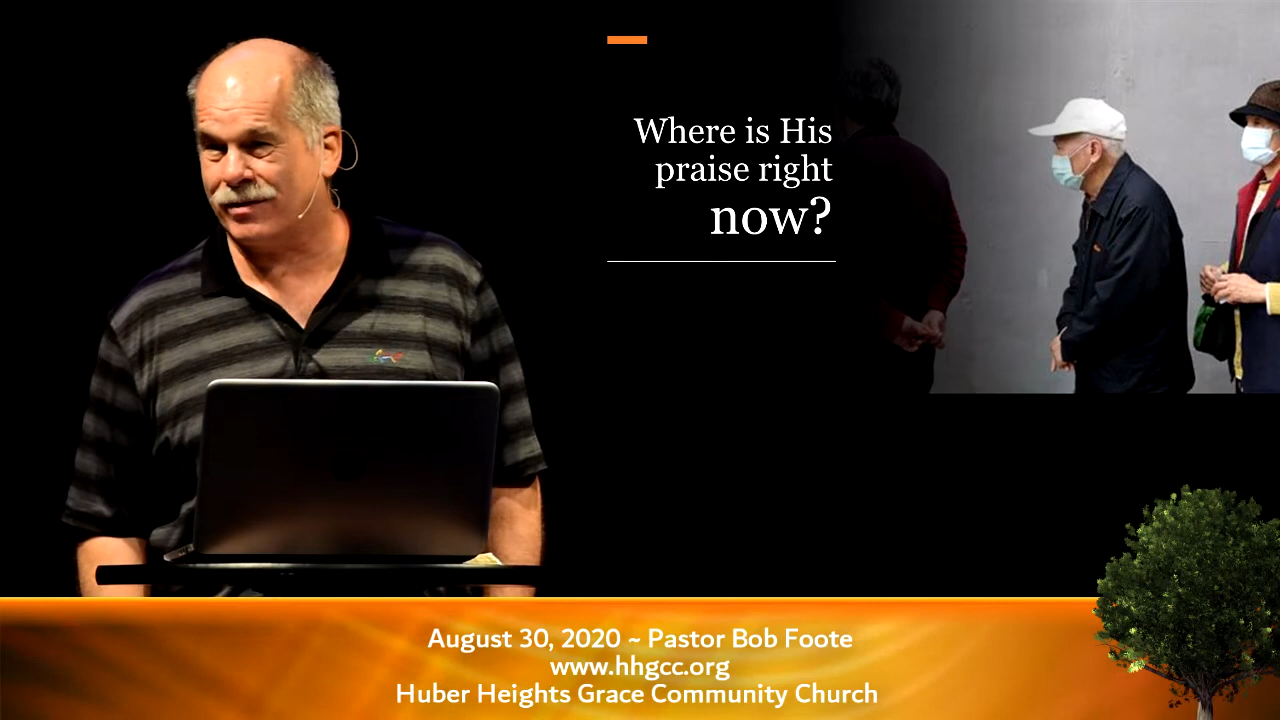 Where is His
praise right
now?
August 30, 2020 ~ Pastor Bob Foote
www.hhgcc.org
Huber Heights Grace Community Church